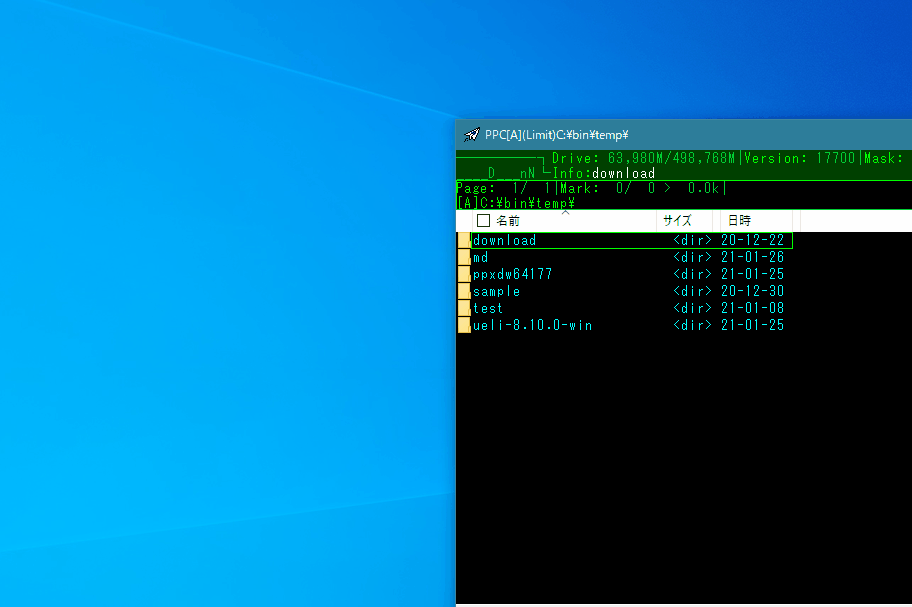 PPC[A](Limit)C:¥bin¥temp¥
Drive: 63,980M/498,768M|Version: 17700|Mask:
____D___nN Info:download
Page: 1/ 1|Mark: 0/ 0 > 0.0k|
[A]C:¥bin¥temp¥
名前 サイズ 日時
download <dir> 20-12-22
md <dir> 21-01-26
ppxdw64177 <dir> 21-01-25
sample <dir> 20-12-30
test <dir> 21-01-08
ueli-8.10.0-win <dir> 21-01-25